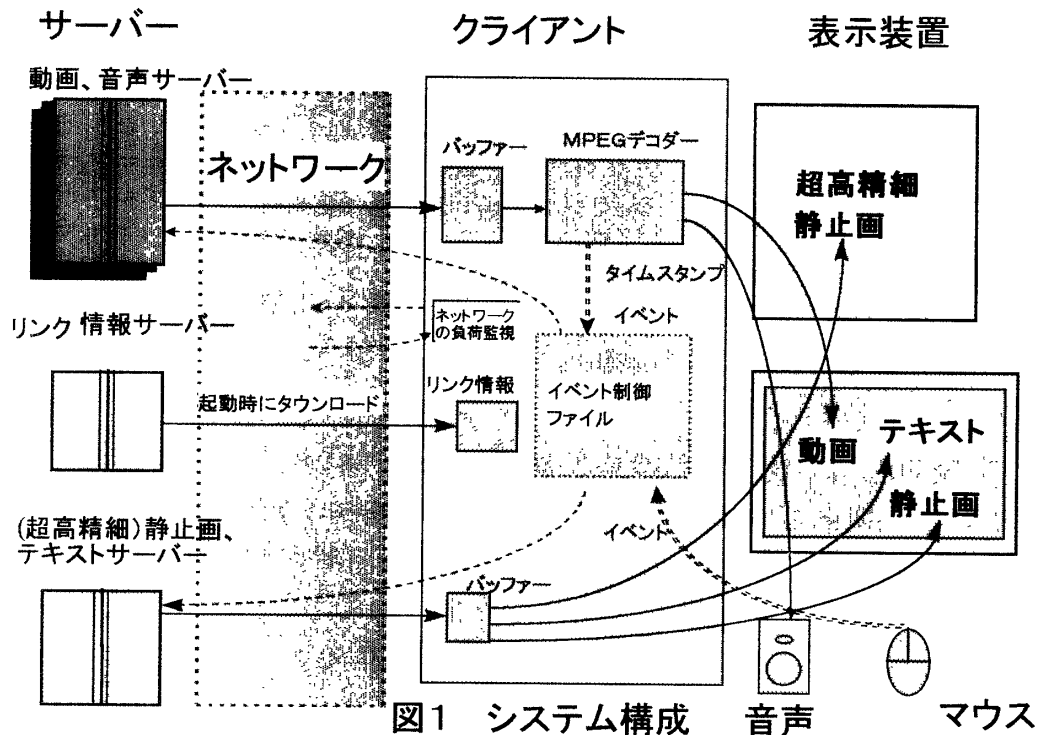 サーバー
クライアント
表示装置
動画、音声サーバー
ネットワーク
バッファー
MPEGデコダー
超高精細
静止画
タイムスタンプ
イベント
ネットワーク
の負荷監視
リンク情報サーバー
起動時にダウンロード
リンク情報
イベント制御
ファイル
動画
テキスト
静止画
(超高精細)静止画、
テキストサーバー
イベント
バッファー
図1 システム構成
音声
マウス